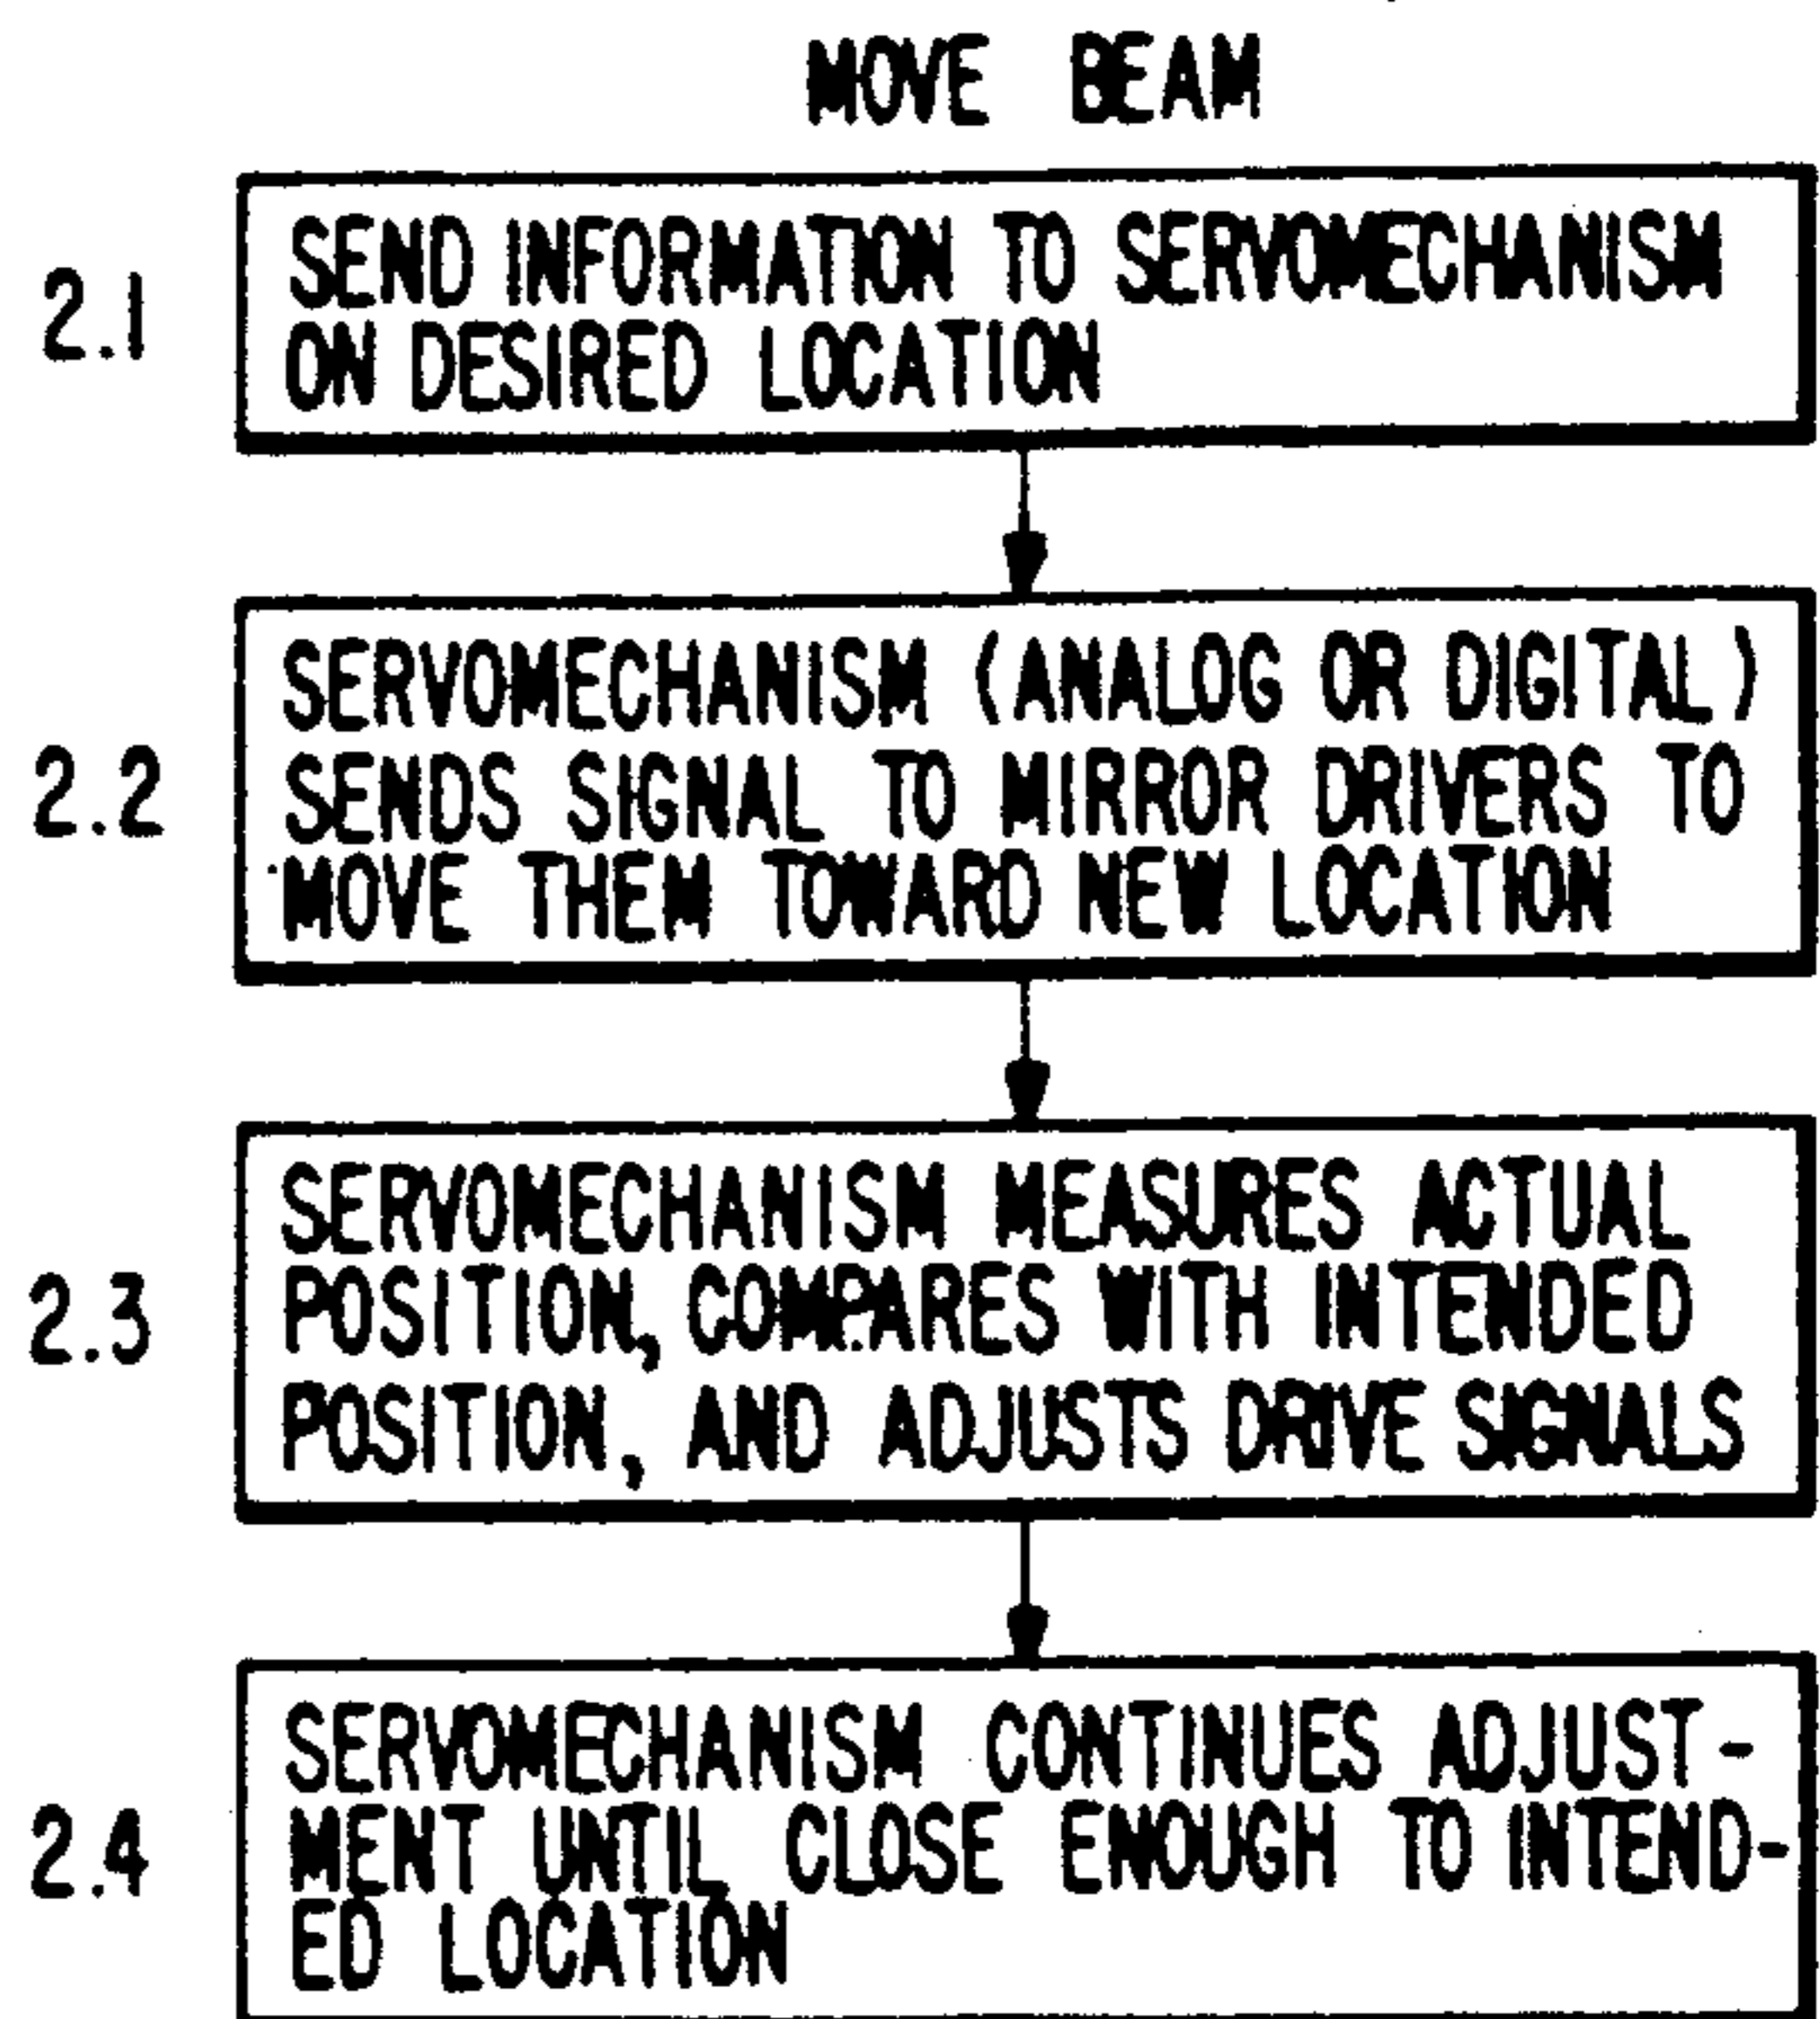 MOVE BEAM
2.1
SEND INFORMATION TO SERVOMECHANISM
ON DESIRED LOCATION
2.2
SERVOMECHANISM (ANALOG OR DIGITAL)
SENDS SIGNAL TO MIRROR DRIVERS TO
MOVE THEM TOWARD NEW LOCATION
2.3
SERVOMECHANISM MEASURES ACTUAL
POSITION, COMPARES WITH INTENDED
POSITION, AND ADJUSTS DRIVE SIGNALS
2.4
SERVOMECHANISM CONTINUES ADJUST-
MENT UNTIL CLOSE ENOUGH TO INTEND-
ED LOCATION